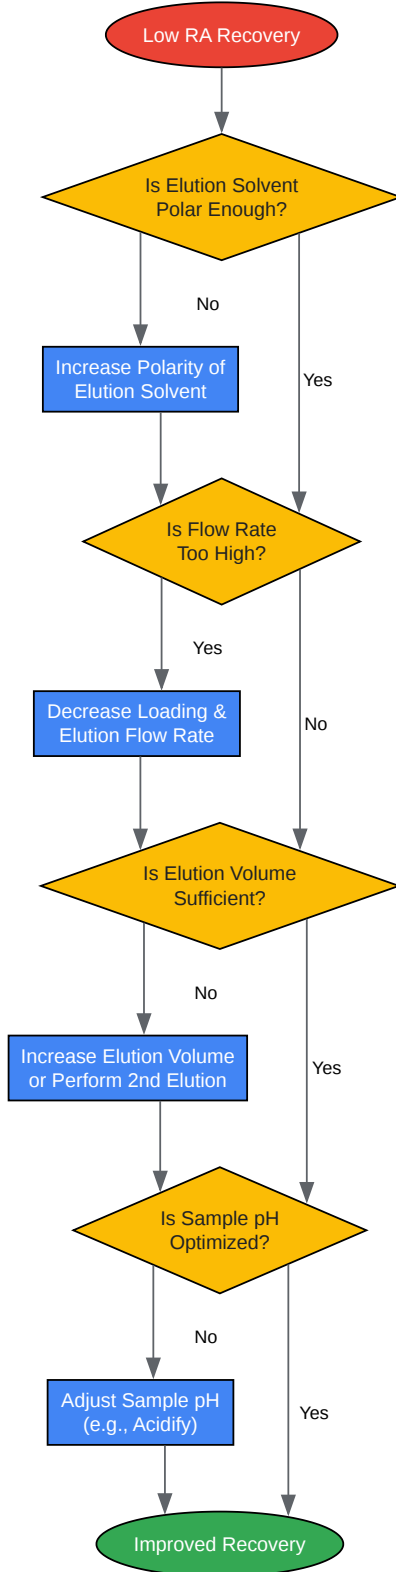 Low RA Recovery
Is Elution Solvent
Polar Enough?
No
Increase Polarity of
Elution Solvent
Yes
Is Flow Rate
Too High?
Yes
Decrease Loading &
Elution Flow Rate
No
Is Elution Volume
Sufficient?
No
Increase Elution Volume
or Perform 2nd Elution
Yes
Is Sample pH
Optimized?
No
Adjust Sample pH
(e.g., Acidify)
Yes
Improved Recovery